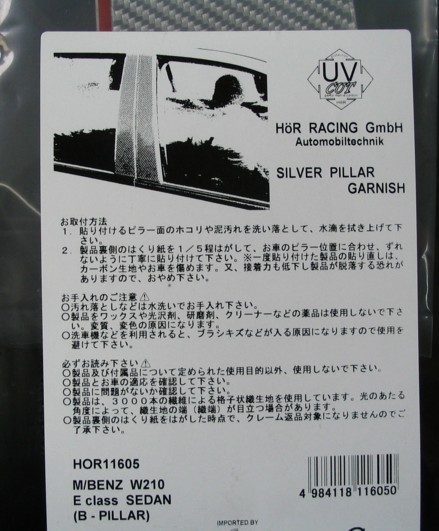 UV
COT
HöR RACING GmbH
Automobiltechnik
SILVER PILLAR
GARNISH
お取付方法
1. 貼り付けるピラー面のホコリや泥汚れを洗い落として、水滴を拭き上げて下
さい。
2. 製品裏側のはくり紙を1/5程はがして、お車のピラー位置に合わせ、ずれ
ないように丁寧に貼り付けて下さい。※一度貼り付けた製品の貼り直しは、
カーボン生地やお車を傷めます。又、接着力も低下し製品が脱落する恐れが
ありますので、おやめ下さい。
お手入れのご注意⚠
○汚れ落としなどは水洗いでお手入れ下さい。
○製品をワックスや光沢剤、研磨剤、クリーナーなどの薬品は使用しないで下さ
い。変質、変色の原因になります。
○洗車機などを利用されると、ブラシキズなどが入る原因になりますので使用を
避けて下さい。
必ずお読み下さい⚠
○製品及び付属品について定められた使用目的以外、使用しないで下さい。
○製品とお車の適応を確認して下さい。
○製品に問題がないか確認して下さい。
○製品は、3000本の繊維による格子状織生地を使用しています。光のあたる
角度によって、織生地の端(織端)が目立つ場合があります。
○製品裏側のはくり紙をはがした時点で、クレーム返品対象になりませんのでご
了承下さい。
HOR11605
M/BENZ W210
E class SEDAN
(B - PILLAR)
4 984118 116050
IMPORTED BY